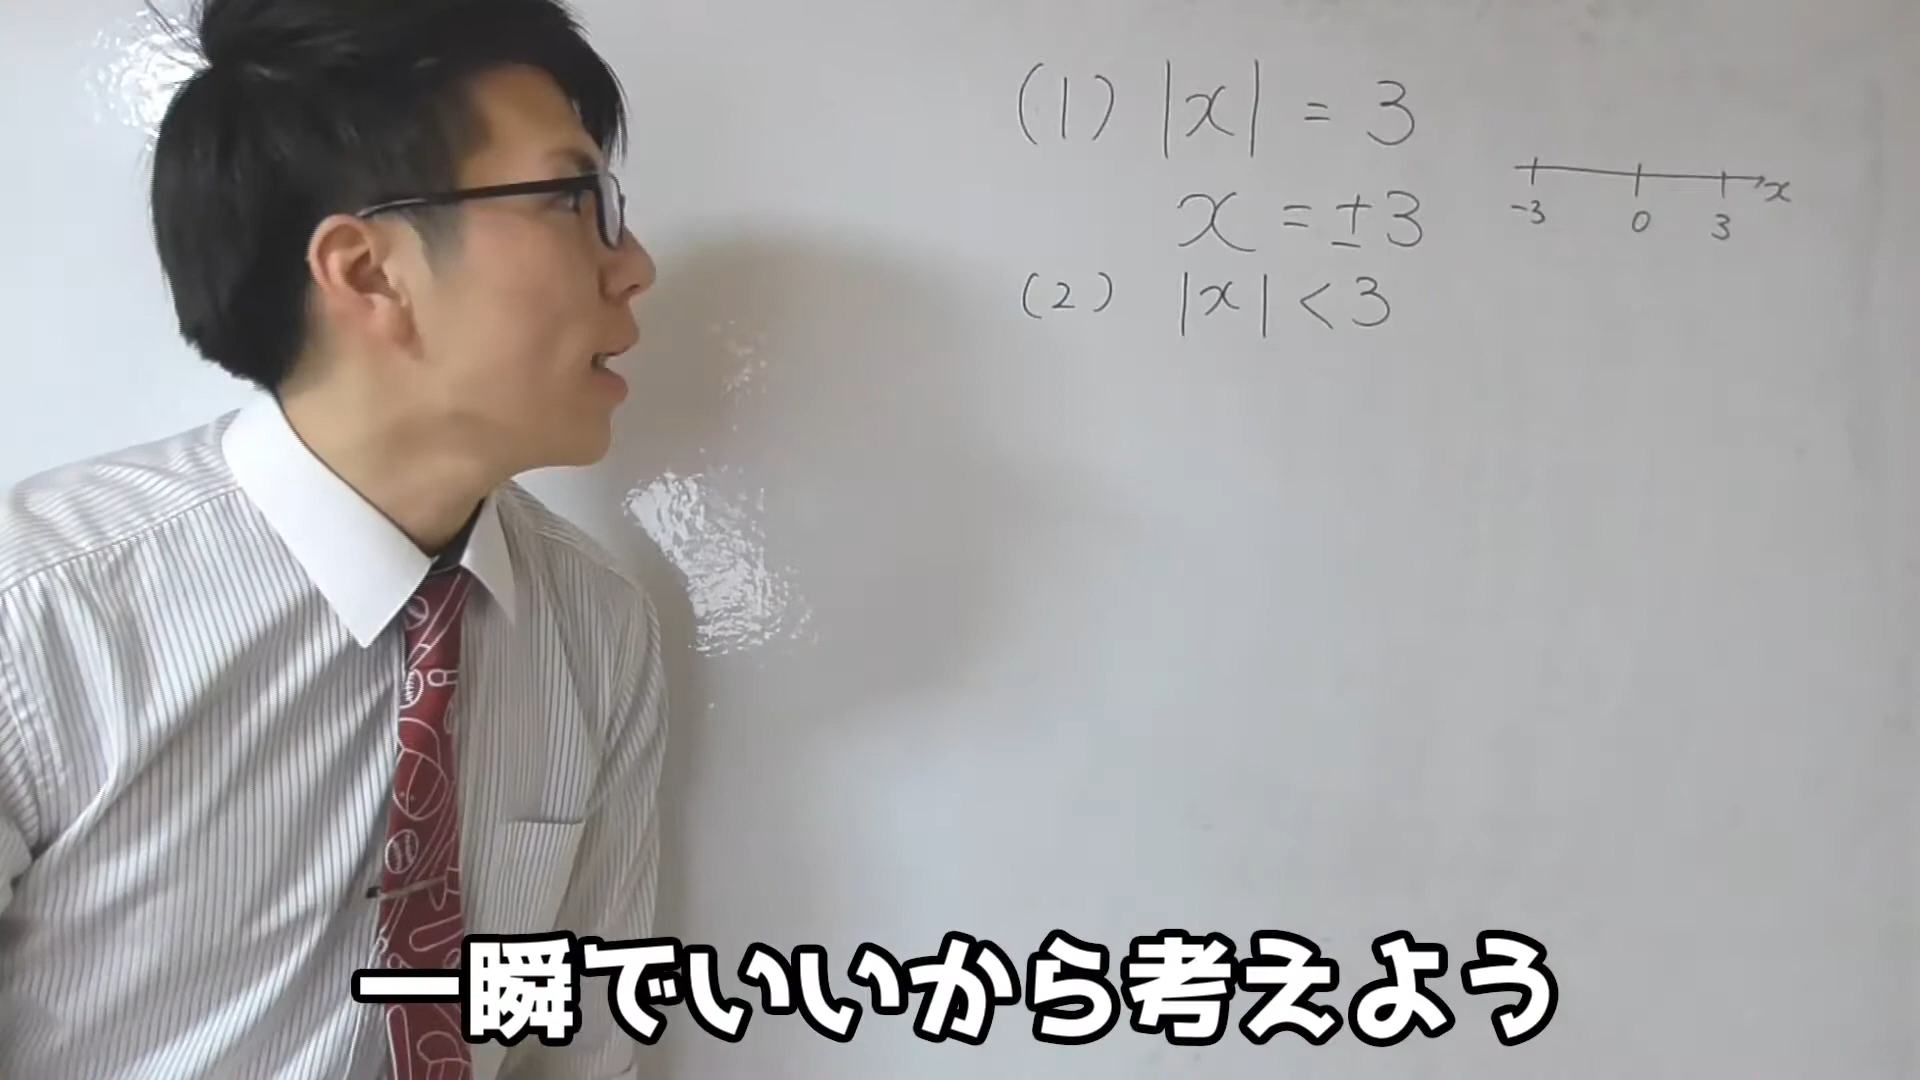 (1) |x| = 3
x = ±3
-3 0 3 x
(2) |x| < 3
一瞬でいいから考えよう